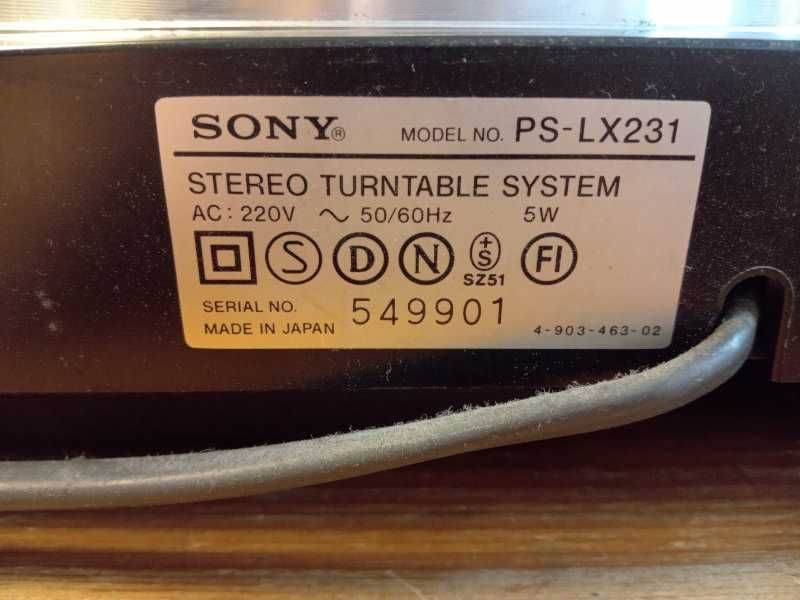 SONY® MODEL NO. PS-LX231
STEREO TURNTABLE SYSTEM
AC: 220V ~ 50/60Hz 5W
S D N +S FI
SZ51
SERIAL NO. 549901
MADE IN JAPAN 4-903-463-02